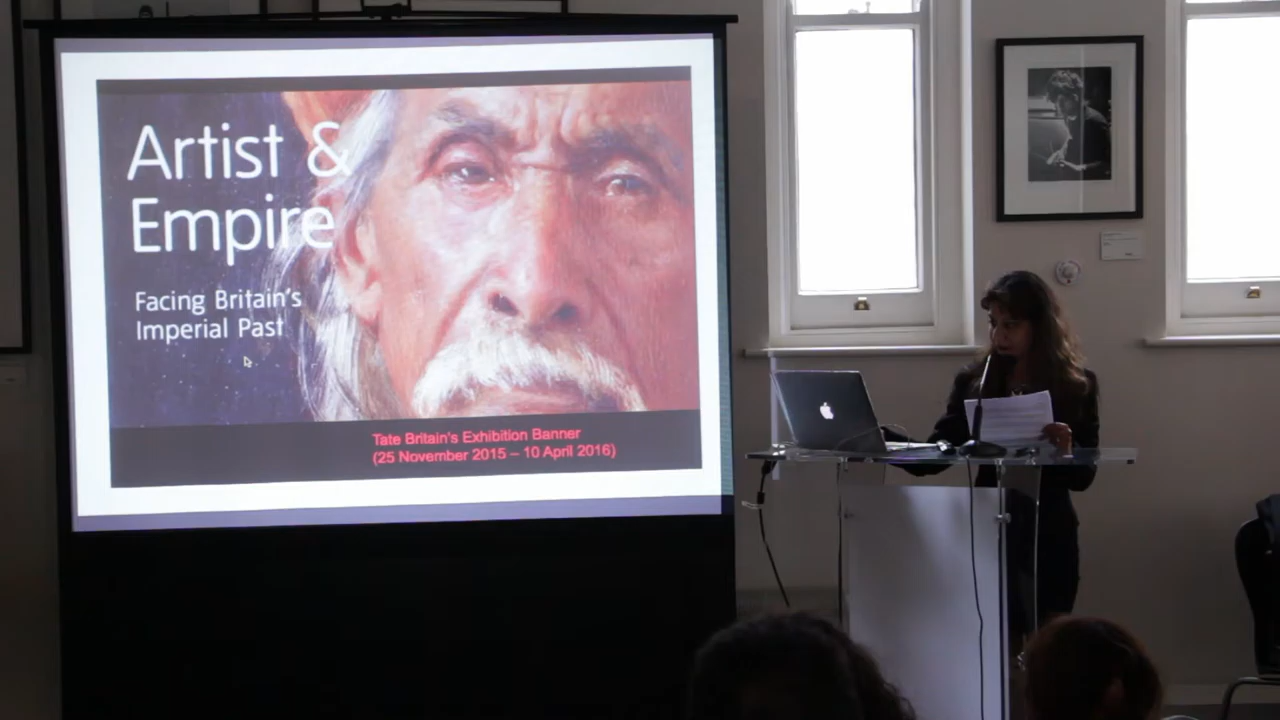 Artist &
Empire
Facing Britain's
Imperial Past
Tate Britain's Exhibition Banner
(25 November 2015 – 10 April 2016)